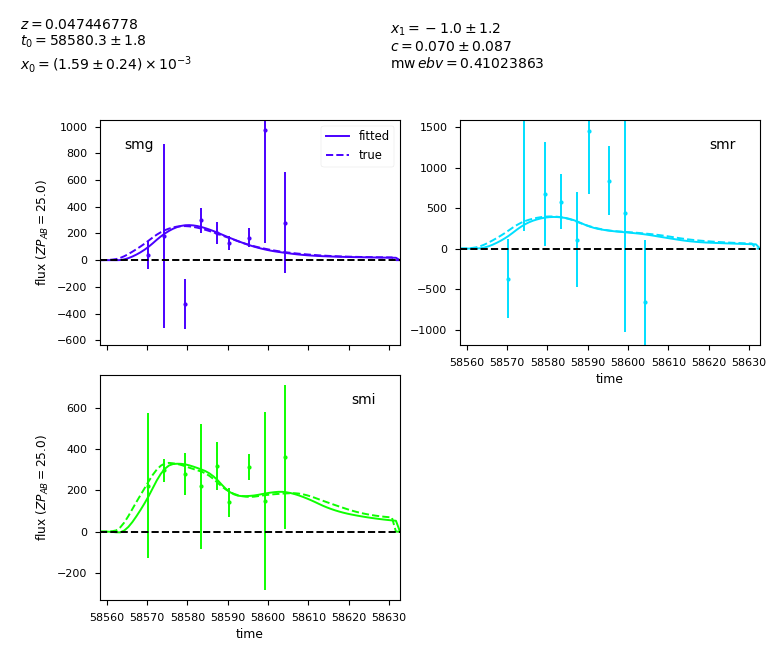 z = 0.047446778
t₀ = 58580.3 ± 1.8
x₀ = (1.59 ± 0.24) × 10⁻³
x₁ = −1.0 ± 1.2
c = 0.070 ± 0.087
mw ebv = 0.41023863
1000
800
600
400
200
0
−200
−400
−600
flux (ZP_AB = 25.0)
smg
fitted
true
1500
1000
500
0
−500
−1000
smr
58560 58570 58580 58590 58600 58610 58620 58630
time
600
400
200
0
−200
flux (ZP_AB = 25.0)
smi
58560 58570 58580 58590 58600 58610 58620 58630
time